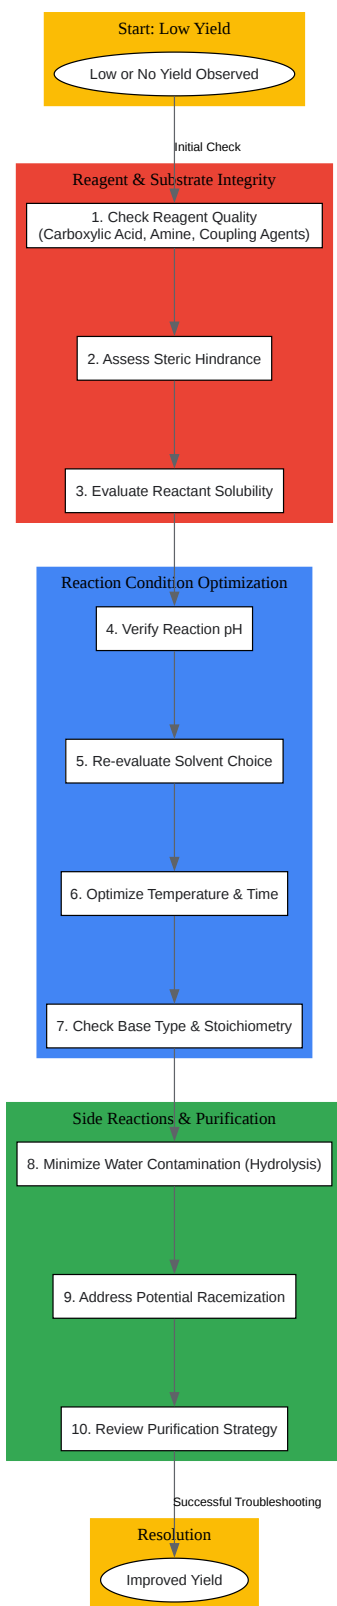 Start: Low Yield
Low or No Yield Observed
Initial Check
Reagent & Substrate Integrity
1. Check Reagent Quality
(Carboxylic Acid, Amine, Coupling Agents)
2. Assess Steric Hindrance
3. Evaluate Reactant Solubility
Reaction Condition Optimization
4. Verify Reaction pH
5. Re-evaluate Solvent Choice
6. Optimize Temperature & Time
7. Check Base Type & Stoichiometry
Side Reactions & Purification
8. Minimize Water Contamination (Hydrolysis)
9. Address Potential Racemization
10. Review Purification Strategy
Successful Troubleshooting
Resolution
Improved Yield